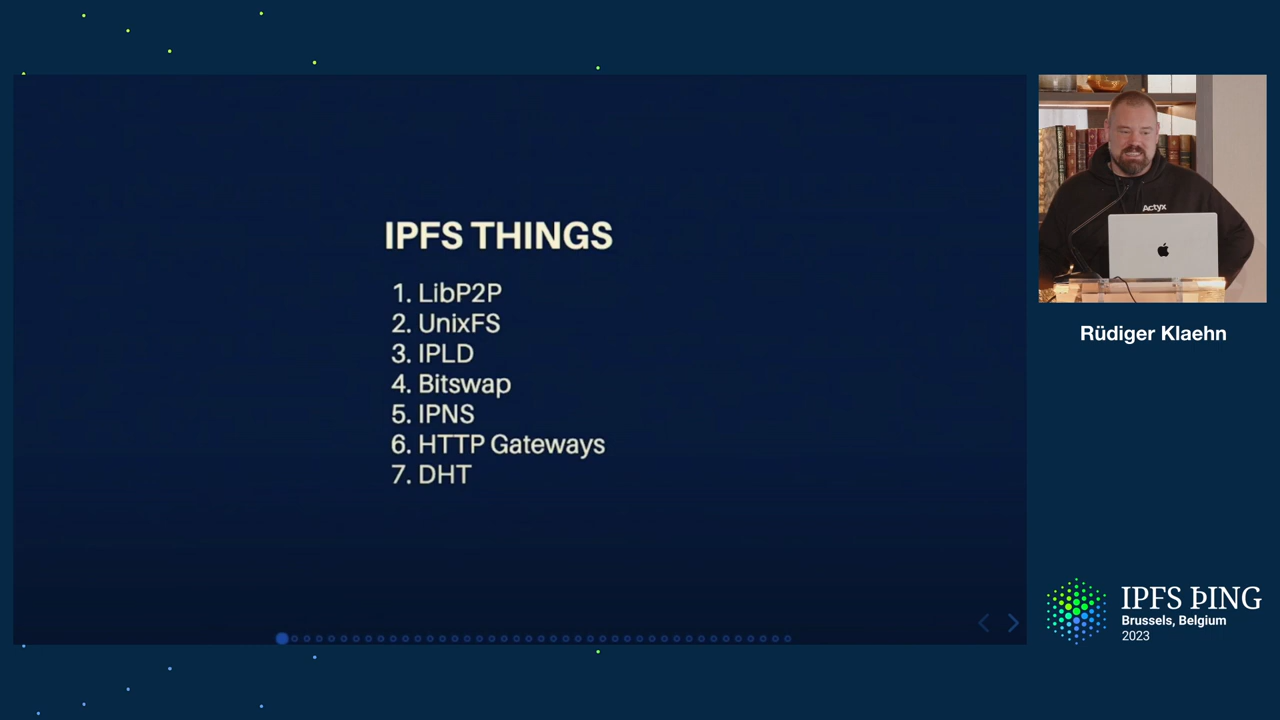 IPFS THINGS
1. LibP2P
2. UnixFS
3. IPLD
4. Bitswap
5. IPNS
6. HTTP Gateways
7. DHT
Actyx
Rüdiger Klaehn
IPFS ÞING
Brussels, Belgium
2023